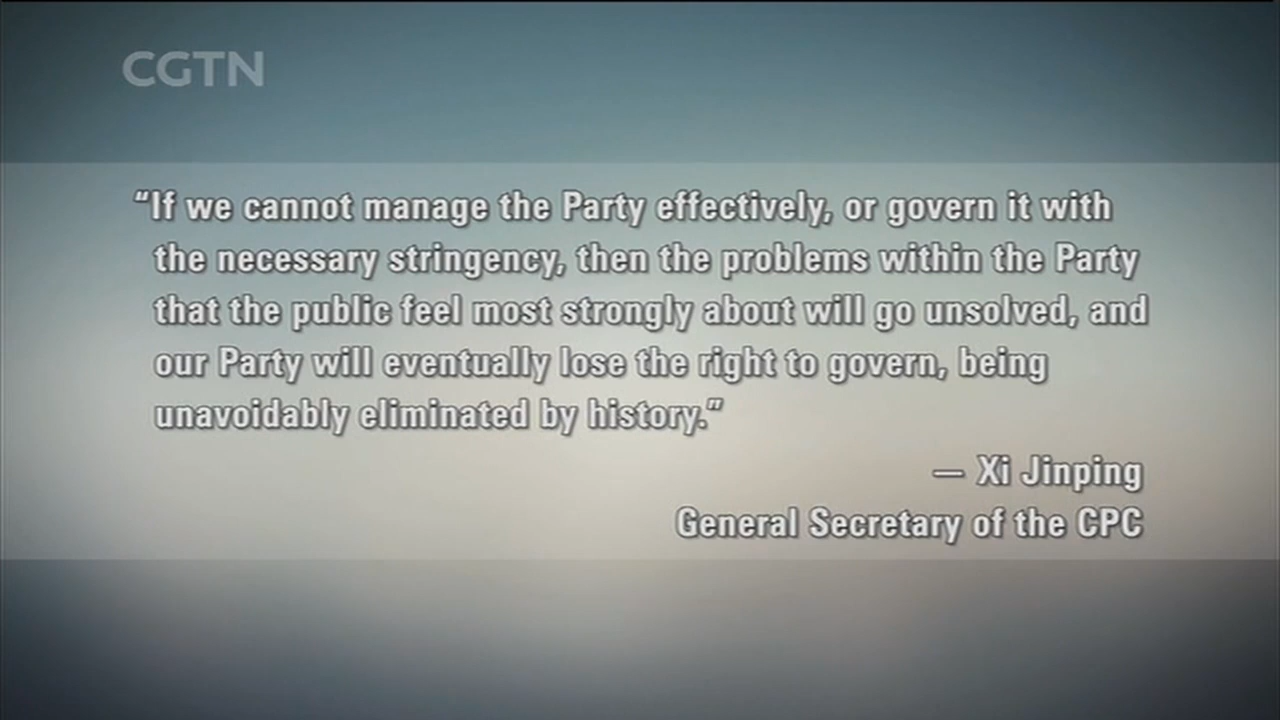 CGTN
“If we cannot manage the Party effectively, or govern it with
the necessary stringency, then the problems within the Party
that the public feel most strongly about will go unsolved, and
our Party will eventually lose the right to govern, being
unavoidably eliminated by history.”
— Xi Jinping
General Secretary of the CPC